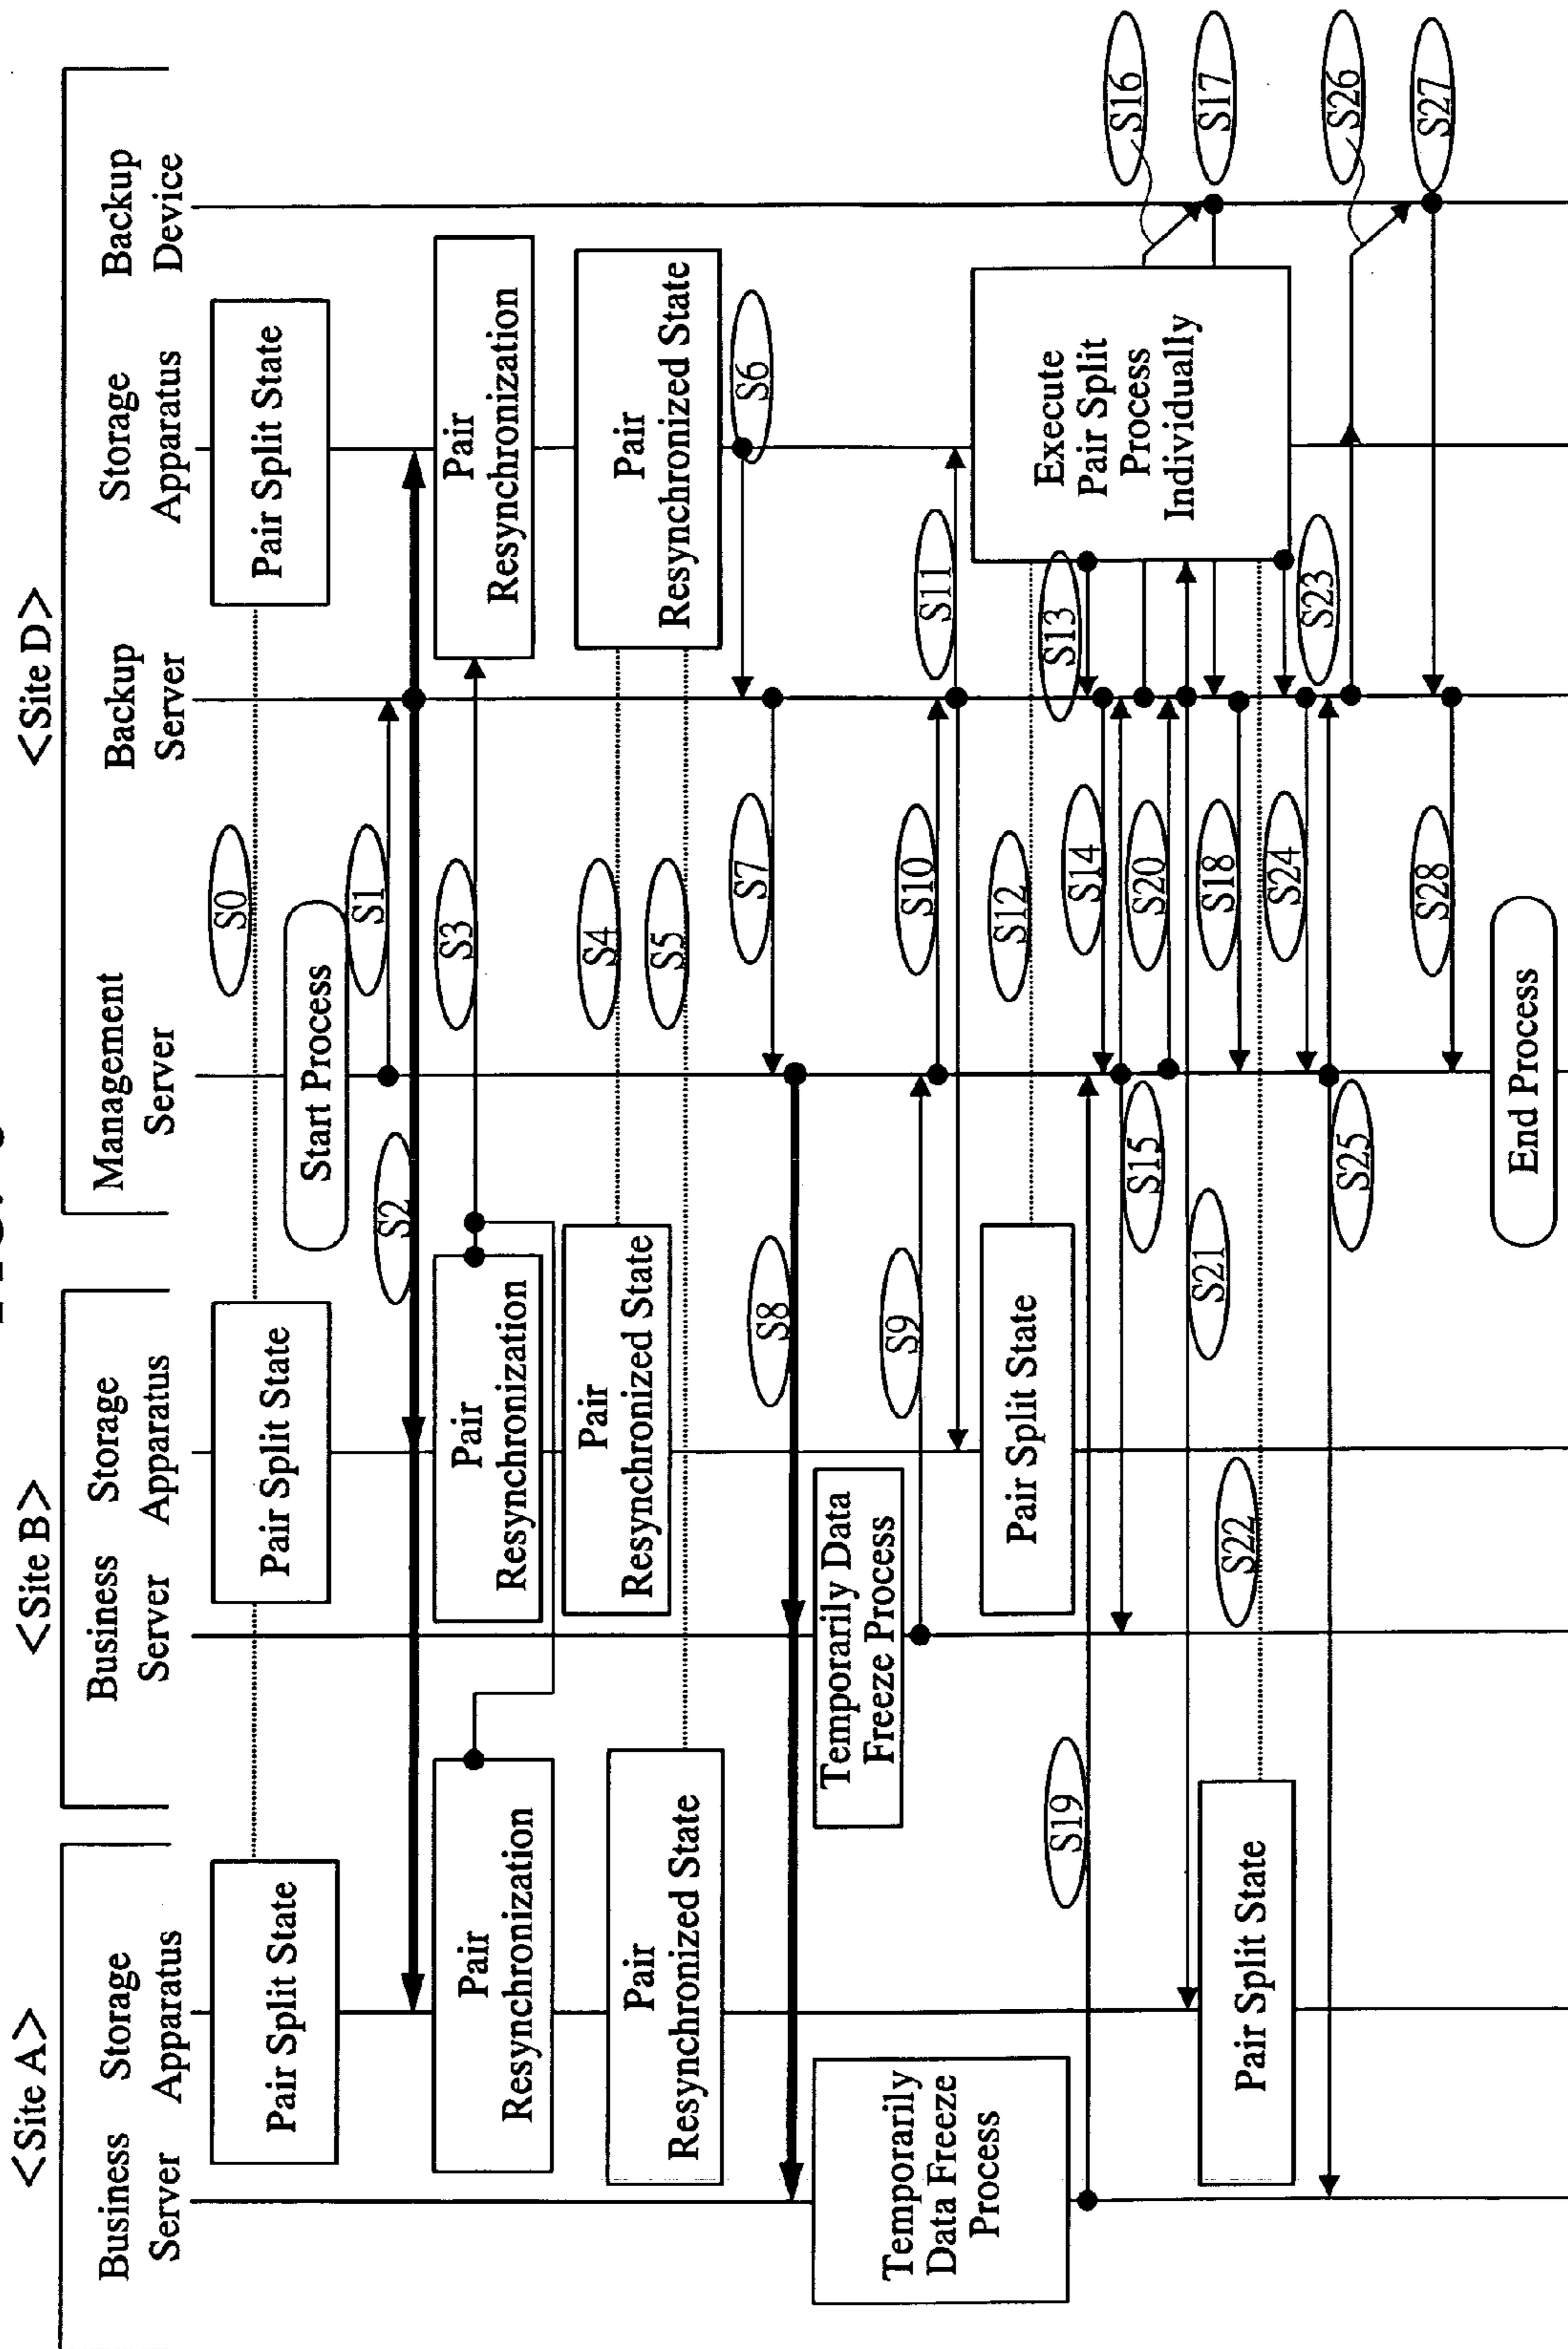 <Site A>
<Site B>
<Site D>
Business
Server
Storage
Apparatus
Business
Server
Storage
Apparatus
Management
Server
Backup
Server
Storage
Apparatus
Backup
Device
Pair Split State
Pair Split State
S0
Pair Split State
Start Process
S1
S2
Pair
Resynchronization
Pair
Resynchronization
S3
Pair
Resynchronization
Pair
Resynchronized State
Pair
Resynchronized State
S4
S5
Pair
Resynchronized State
S6
S7
S8
Temporarily
Data Freeze
Process
Temporarily Data
Freeze Process
S9
S10
S11
Pair Split State
S12
Execute
Pair Split
Process
Individually
S13
S14
S19
S15
S20
S16
S21
S18
S17
Pair Split State
S22
S24
S23
S25
S26
S28
S27
End Process